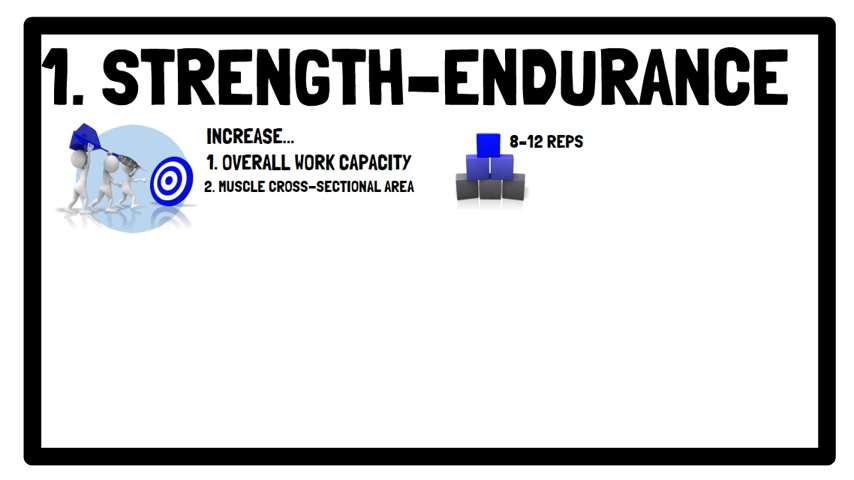 1. STRENGTH-ENDURANCE
INCREASE...
1. OVERALL WORK CAPACITY
2. MUSCLE CROSS-SECTIONAL AREA
8-12 REPS